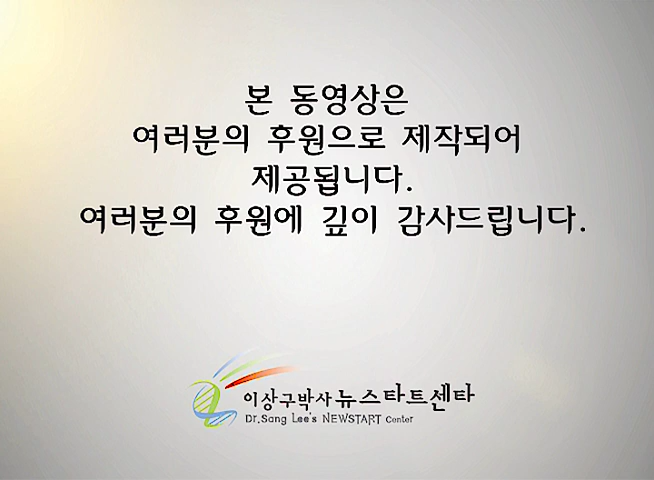 본 동영상은
여러분의 후원으로 제작되어
제공됩니다.
여러분의 후원에 깊이 감사드립니다.
이상구박사 뉴스타트센타
Dr.Sang Lee's NEWSTART Center